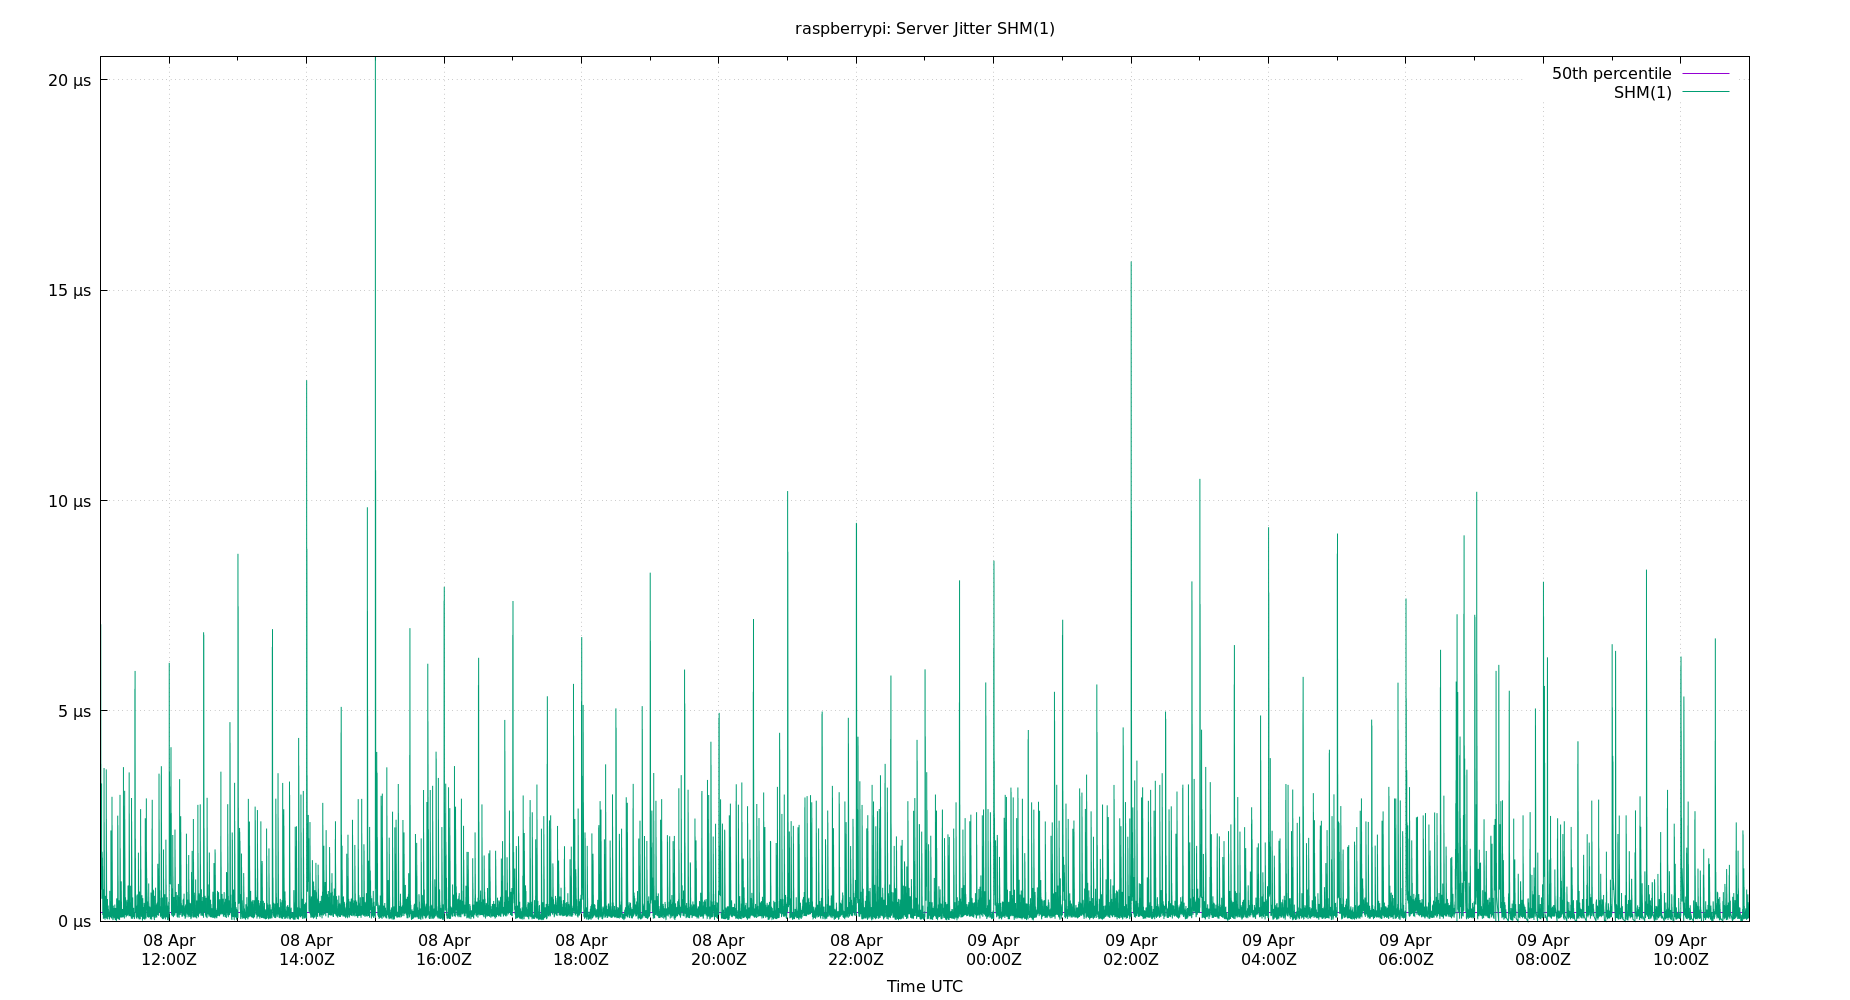 raspberrypi: Server Jitter SHM(1)
50th percentile
SHM(1)
20 µs
15 µs
10 µs
5 µs
0 µs
08 Apr 08 Apr 08 Apr 08 Apr 08 Apr 08 Apr 09 Apr 09 Apr 09 Apr 09 Apr 09 Apr 09 Apr
12:00Z 14:00Z 16:00Z 18:00Z 20:00Z 22:00Z 00:00Z 02:00Z 04:00Z 06:00Z 08:00Z 10:00Z
Time UTC